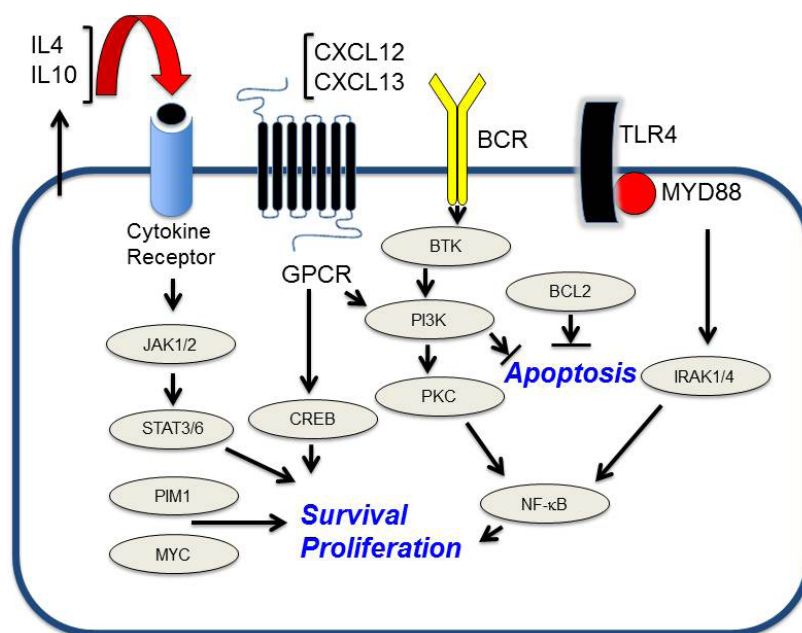 IL4
IL10
CXCL12
CXCL13
BCR
TLR4
MYD88
Cytokine
Receptor
GPCR
BTK
BCL2
JAK1/2
PI3K
Apoptosis
IRAK1/4
PKC
STAT3/6
CREB
PIM1
NF-κB
Survival
Proliferation
MYC